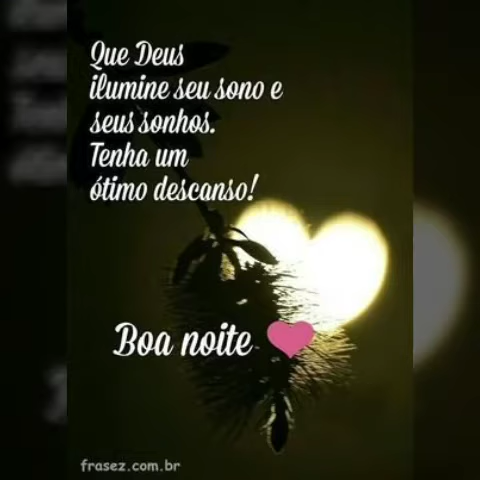 Que Deus
ilumine seu sono e
seus sonhos.
Tenha um
ótimo descanso!
Boa noite
frasez.com.br